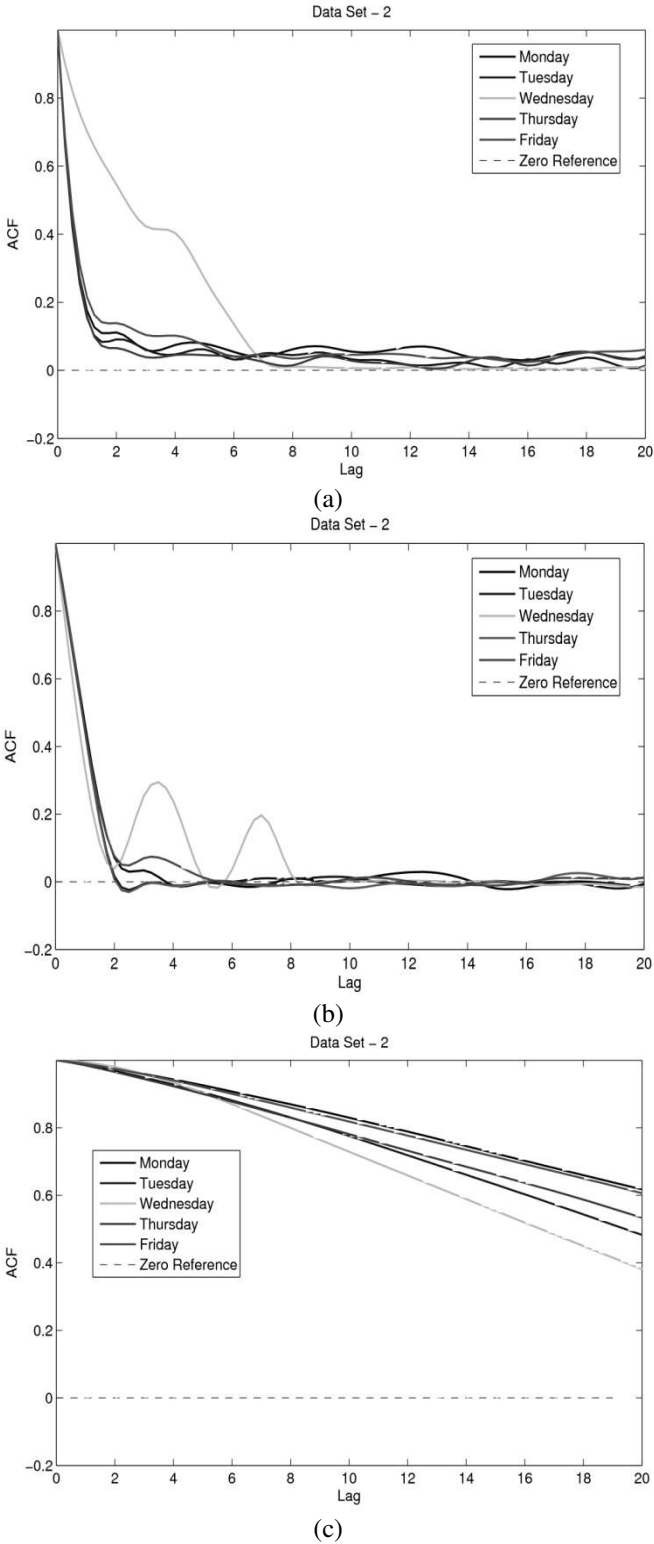 Data Set − 2
Monday
Tuesday
Wednesday
Thursday
Friday
Zero Reference
0.8
0.6
0.4
0.2
0
−0.2
ACF
0 2 4 6 8 10 12 14 16 18 20
Lag
(a)
Data Set − 2
Monday
Tuesday
Wednesday
Thursday
Friday
Zero Reference
0.8
0.6
0.4
0.2
0
−0.2
ACF
0 2 4 6 8 10 12 14 16 18 20
Lag
(b)
Data Set − 2
0.8
0.6
0.4
0.2
0
−0.2
ACF
Monday
Tuesday
Wednesday
Thursday
Friday
Zero Reference
0 2 4 6 8 10 12 14 16 18 20
Lag
(c)